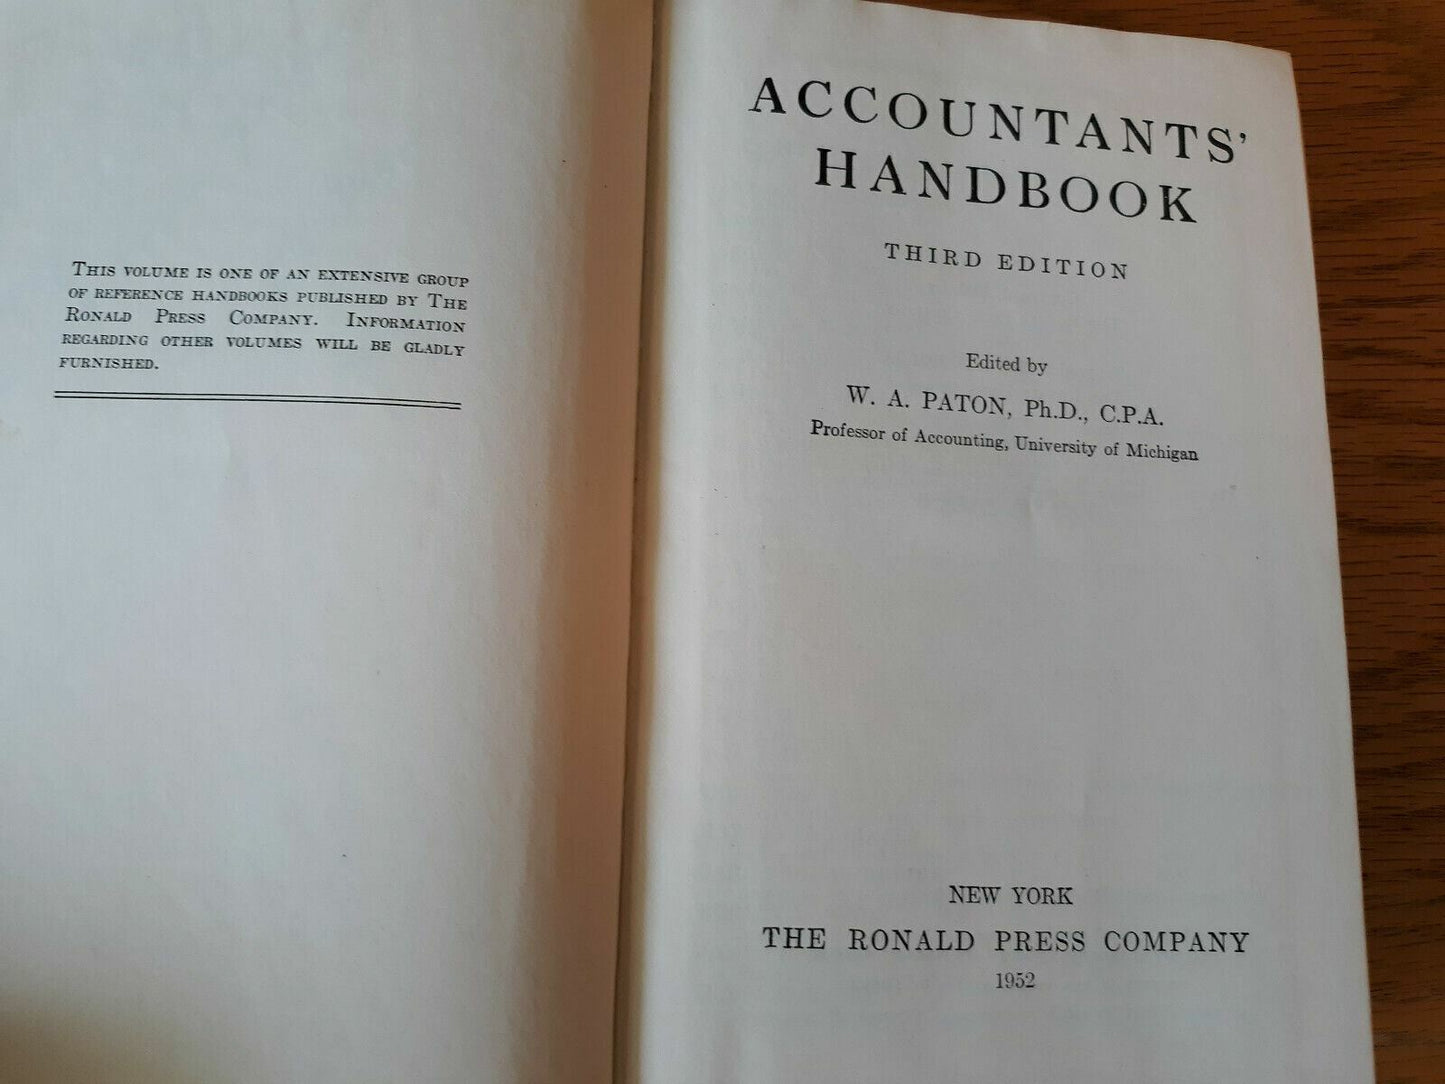 THIS VOLUME IS ONE OF AN EXTENSIVE GROUP
OF REFERENCE HANDBOOKS PUBLISHED BY THE
RONALD PRESS COMPANY. INFORMATION
REGARDING OTHER VOLUMES WILL BE GLADLY
FURNISHED.
ACCOUNTANTS'
HANDBOOK
THIRD EDITION
Edited by
W. A. PATON, Ph.D., C.P.A.
Professor of Accounting, University of Michigan
NEW YORK
THE RONALD PRESS COMPANY
1952